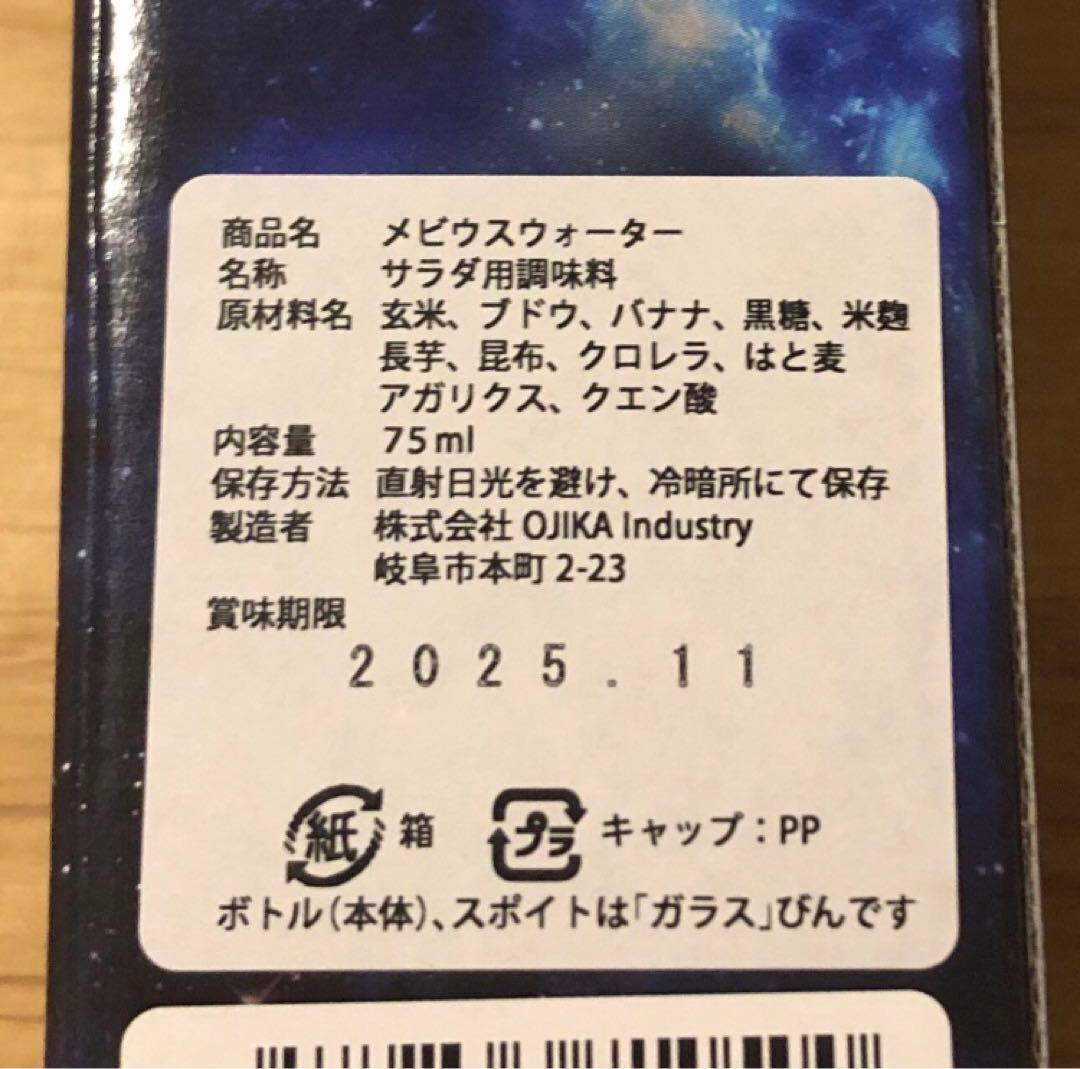 商品名 メビウスウォーター
名称 サラダ用調味料
原材料名 玄米、ブドウ、バナナ、黒糖、米麹
長芋、昆布、クロレラ、はと麦
アガリクス、クエン酸
内容量 75ml
保存方法 直射日光を避け、冷暗所にて保存
製造者 株式会社 OJIKA Industry
岐阜市本町 2-23
賞味期限
2025.11
紙 箱 プラ キャップ：PP
ボトル（本体）、スポイトは「ガラス」びんです